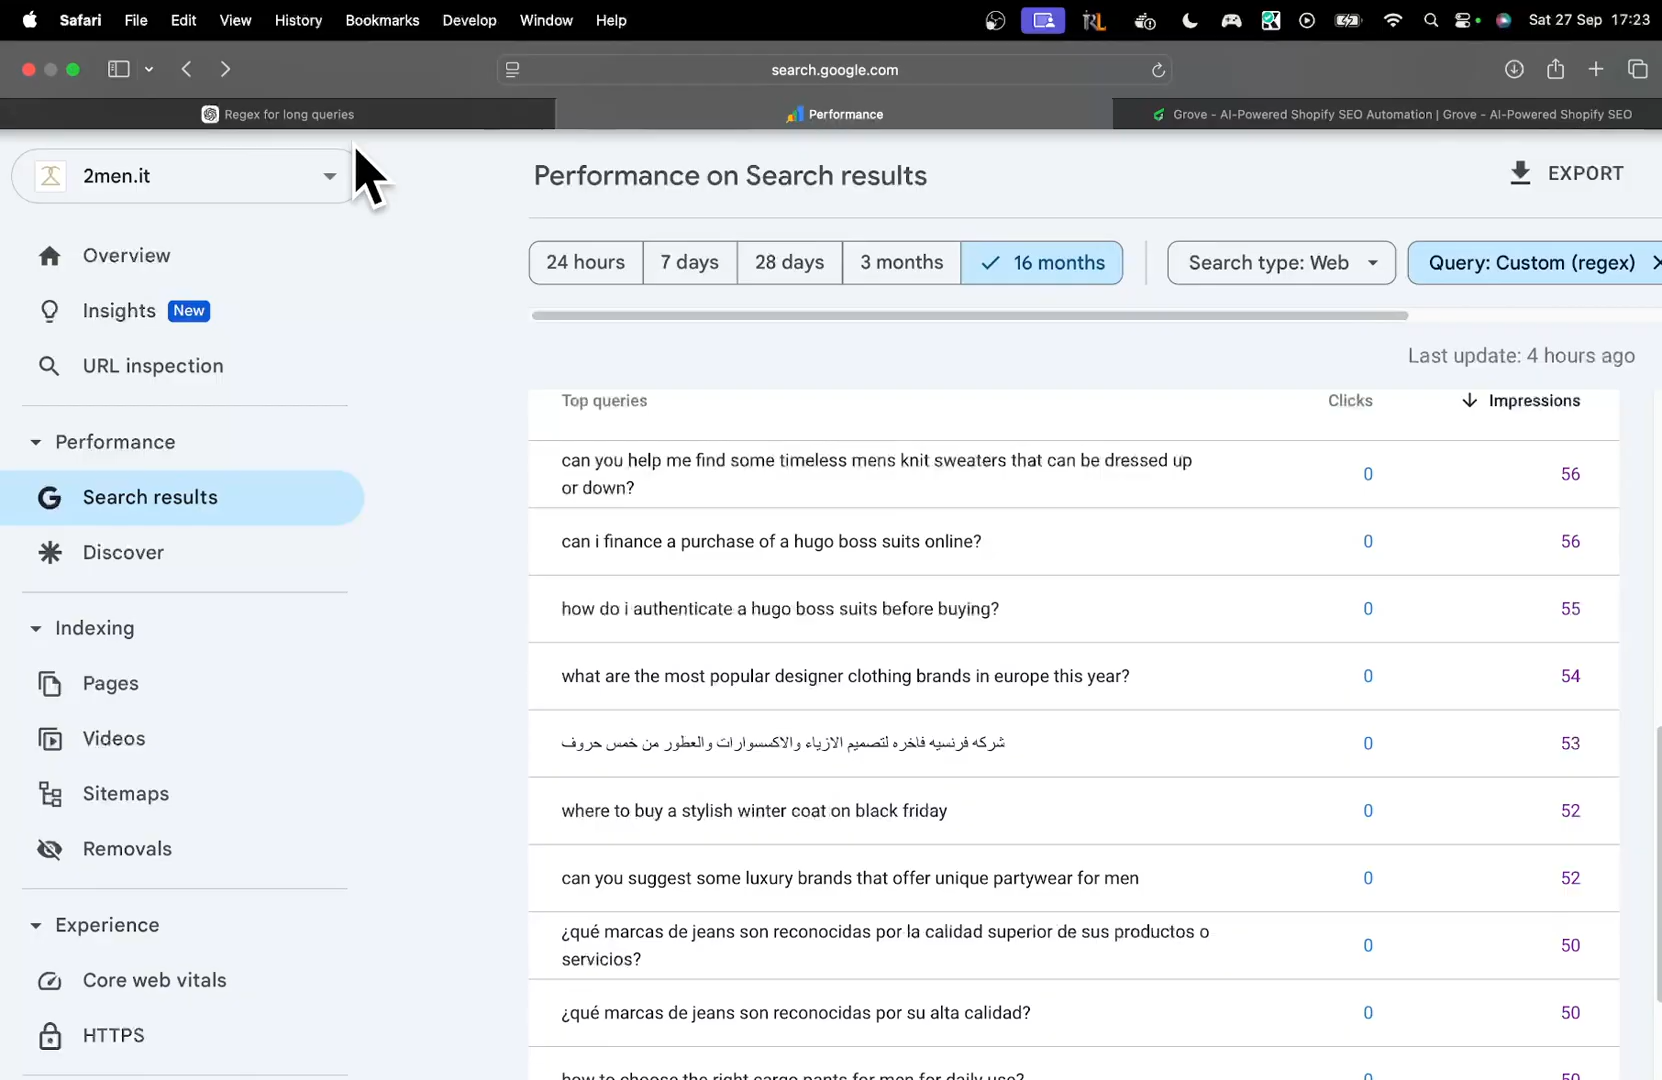 Safari File Edit View History Bookmarks Develop Window Help Sat 27 Sep 17:23
search.google.com
Regex for long queries
Performance
Grove - AI-Powered Shopify SEO Automation | Grove - AI-Powered Shopify SEO
2men.it
Overview
Insights New
URL inspection
Performance
Search results
Discover
Indexing
Pages
Videos
Sitemaps
Removals
Experience
Core web vitals
HTTPS
Performance on Search results
EXPORT
24 hours 7 days 28 days 3 months 16 months Search type: Web Query: Custom (regex)
Last update: 4 hours ago
Top queries Clicks Impressions
can you help me find some timeless mens knit sweaters that can be dressed up
or down? 0 56
can i finance a purchase of a hugo boss suits online? 0 56
how do i authenticate a hugo boss suits before buying? 0 55
what are the most popular designer clothing brands in europe this year? 0 54
شركه فرنسيه فاخره لتصميم الازياء والاكسسوارات والعطور من خمس حروف 0 53
where to buy a stylish winter coat on black friday 0 52
can you suggest some luxury brands that offer unique partywear for men 0 52
¿qué marcas de jeans son reconocidas por la calidad superior de sus productos o
servicios? 0 50
¿qué marcas de jeans son reconocidas por su alta calidad? 0 50
how to choose the right cargo pants for men for daily use? 0 50